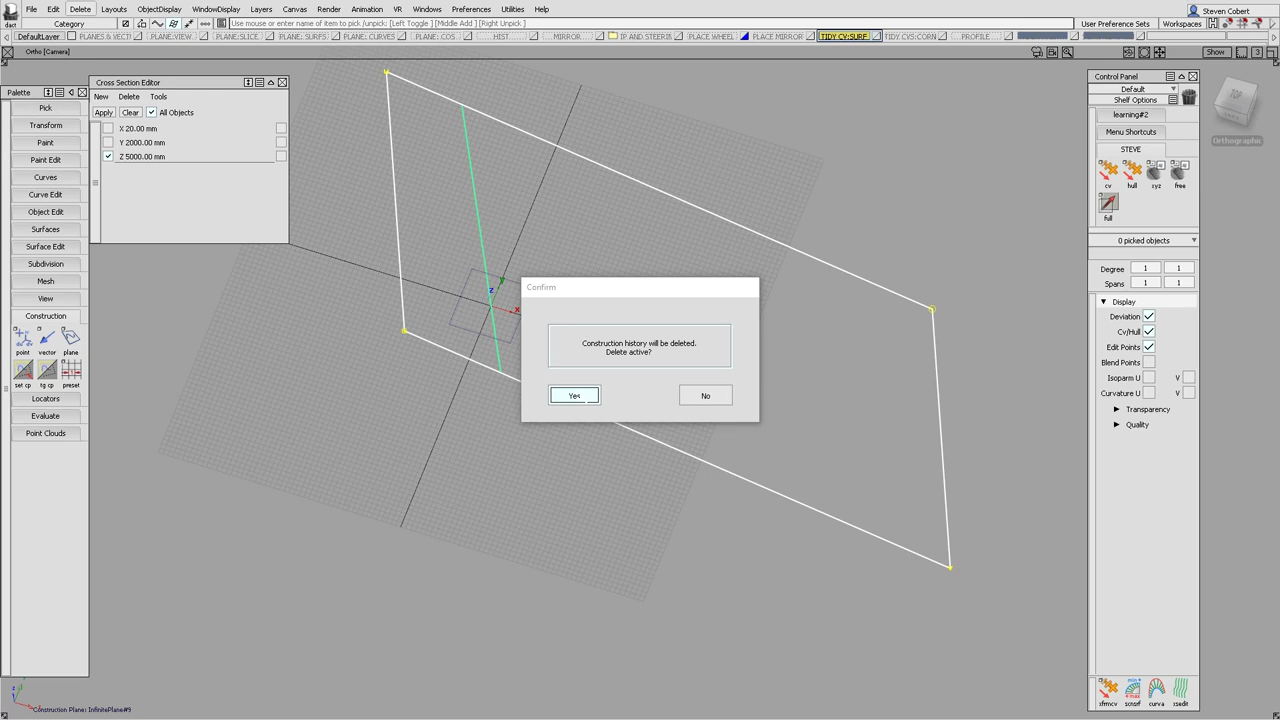 File Edit Delete Layouts ObjectDisplay WindowDisplay Layers Canvas Render Animation VR Windows Preferences Utilities Help
Steven Cobert
Category
Use mouse or enter name of item to pick /unpick: [Left Toggle ] [Middle Add ] [Right Unpick ]
User Preference Sets
Workspaces
DefaultLayer
PLANE:VIEW
PLANE:SLICE
PLANE: SURFS
PLANE: CURVES
PLANE: COS
HIST
MIRROR
IP AND STEERIN
PLACE WHEEL
PLACE MIRROR
TIDY CV:SURF
TIDY CVS:CORN
PROFILE
Ortho [Camera]
Show
3
Palette
Pick
Transform
Paint
Paint Edit
Curves
Curve Edit
Object Edit
Surfaces
Surface Edit
Subdivision
Mesh
View
Construction
point vector plane
set cp tg cp preset
Locators
Evaluate
Point Clouds
Cross Section Editor
New Delete Tools
Apply Clear All Objects
X 20.00 mm
Y 2000.00 mm
Z 5000.00 mm
y
z
x
Confirm
Construction history will be deleted.
Delete active?
Yes
No
Control Panel
Default
Shelf Options
learning#2
Menu Shortcuts
STEVE
cv hull xyz free
full
0 picked objects
Degree 1 1
Spans 1 1
Display
Deviation
Cv/Hull
Edit Points
Blend Points
Isoparm U V
Curvature U V
Transparency
Quality
xfrmcv scnsrf curva xsedit
Orthographic
Construction Plane: InfinitePlane#9